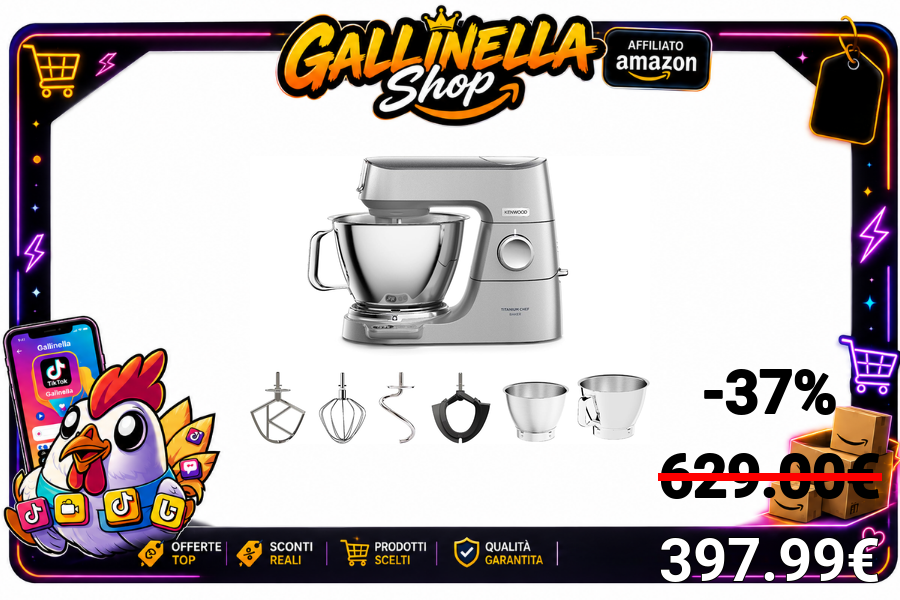 GALLINELLA
Shop
AFFILIATO
amazon
KENWOOD
TITANIUM CHEF
Gallinella
TikTok
Gallinella
-37%
629.00€
397.99€
OFFERTE
TOP
SCONTI
REALI
PRODOTTI
SCELTI
QUALITÀ
GARANTITA